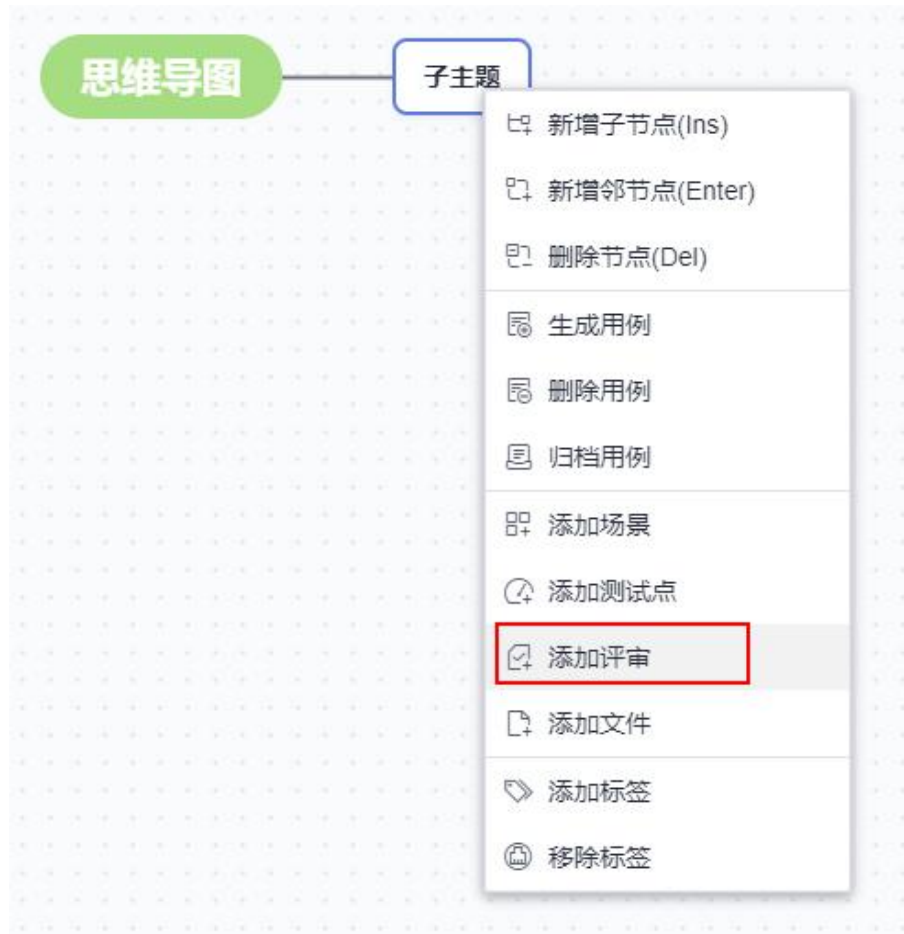 思维导图
子主题
新增子节点(Ins)
新增邻节点(Enter)
删除节点(Del)
生成用例
删除用例
归档用例
添加场景
添加测试点
添加评审
添加文件
添加标签
移除标签